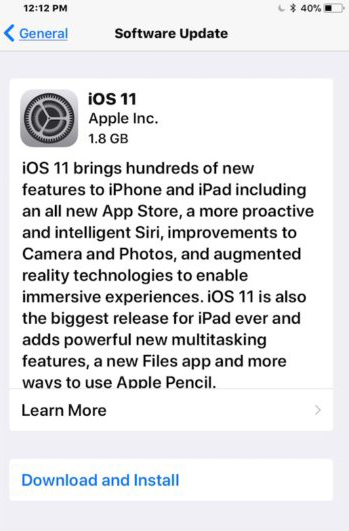 12:12 PM 40%
General Software Update
iOS 11
Apple Inc.
1.8 GB
iOS 11 brings hundreds of new
features to iPhone and iPad including
an all new App Store, a more proactive
and intelligent Siri, improvements to
Camera and Photos, and augmented
reality technologies to enable
immersive experiences. iOS 11 is also
the biggest release for iPad ever and
adds powerful new multitasking
features, a new Files app and more
ways to use Apple Pencil.
Learn More
Download and Install